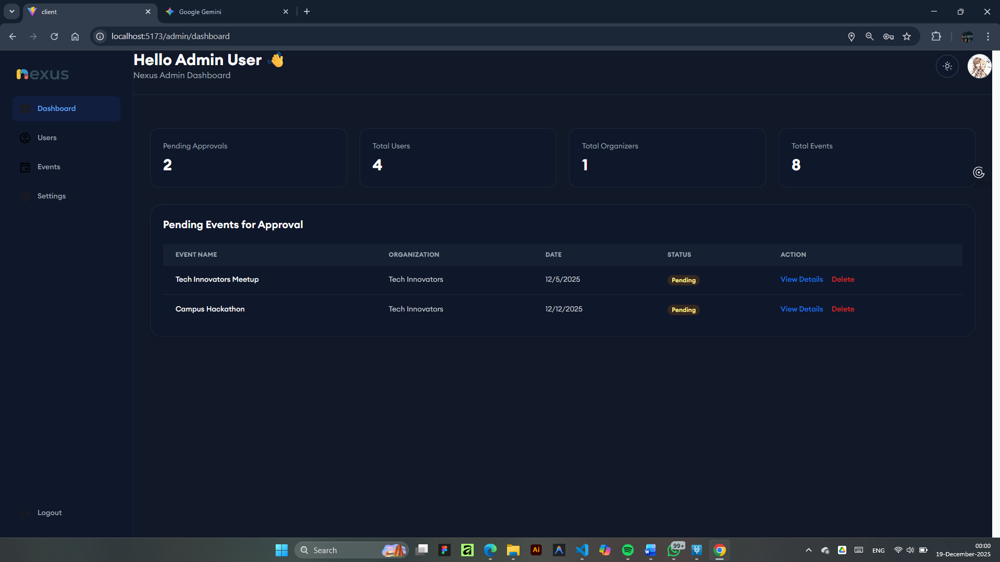 client
Google Gemini
localhost:5173/admin/dashboard
nexus
Hello Admin User 👋
Nexus Admin Dashboard
Dashboard
Users
Events
Settings
Logout
Pending Approvals
2
Total Users
4
Total Organizers
1
Total Events
8
Pending Events for Approval
EVENT NAME ORGANIZATION DATE STATUS ACTION
Tech Innovators Meetup Tech Innovators 12/5/2025 Pending View Details Delete
Campus Hackathon Tech Innovators 12/12/2025 Pending View Details Delete
Search
Ai
W
99+
ENG
00:00
19-December-2025